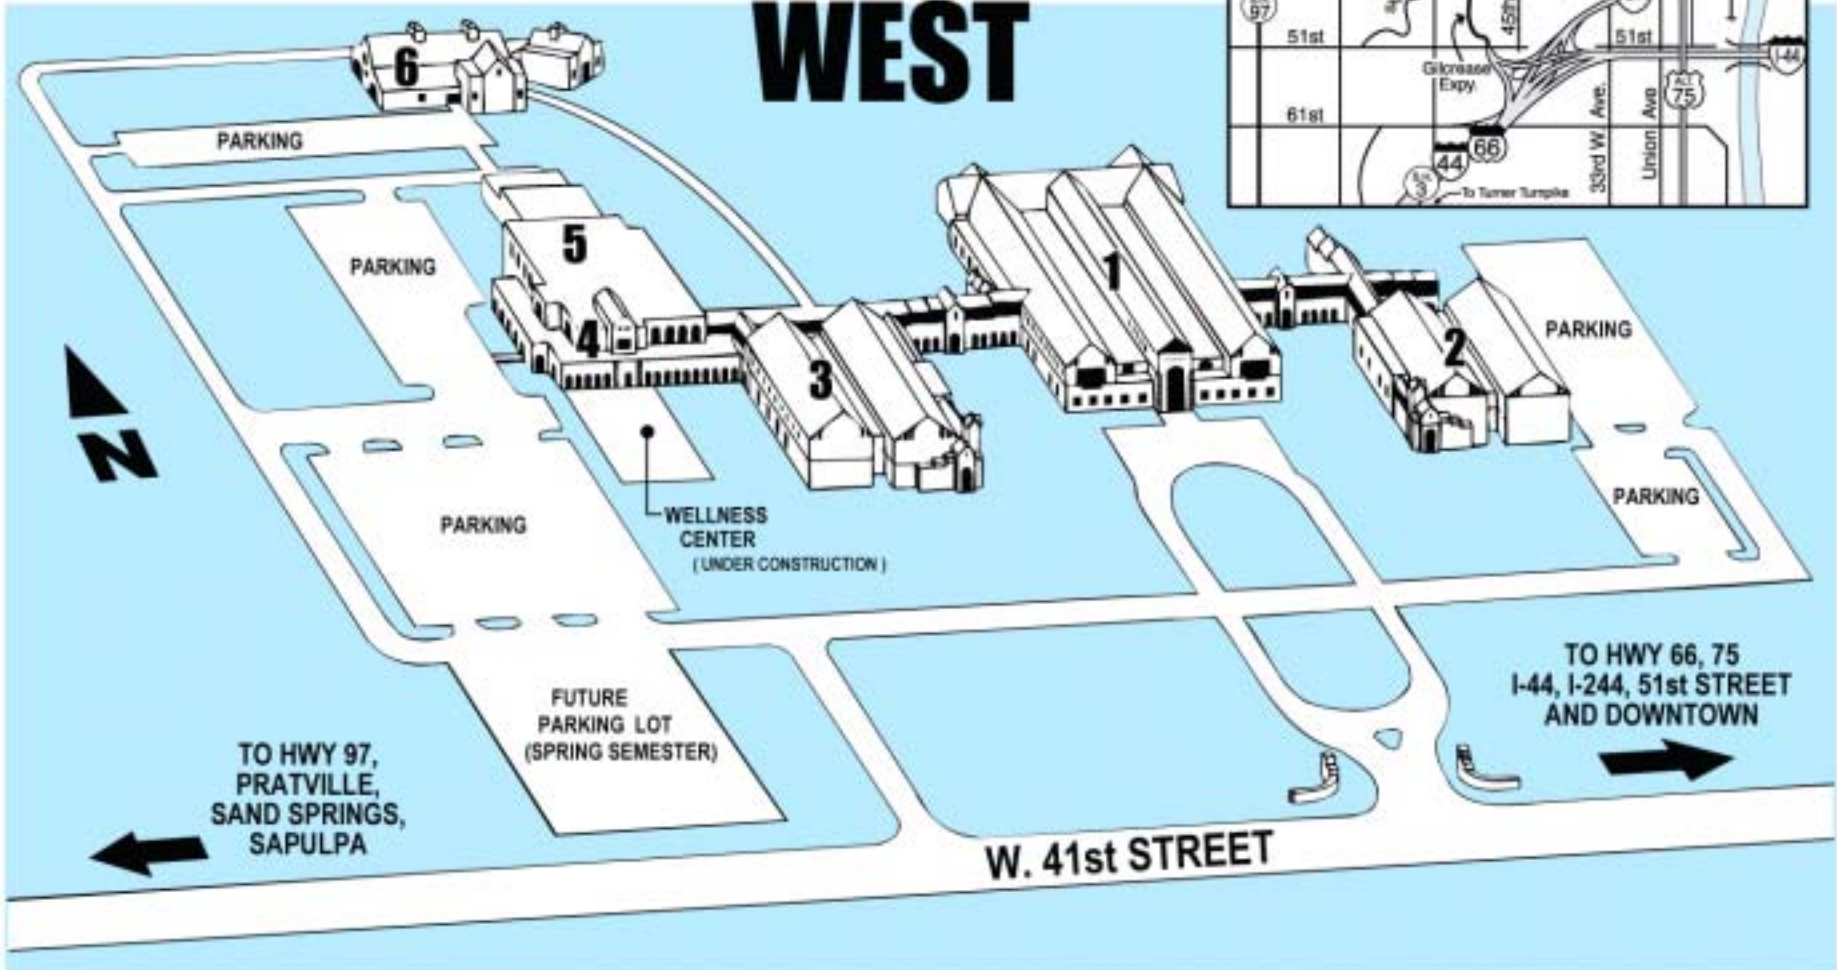 WEST
97
45th
51st
51st
I-44
Gilcrease
Expy.
ALT.
75
61st
33rd W. Ave.
Union Ave
66
44
To Turner Turnpike
6
PARKING
5
PARKING
1
4
3
2
PARKING
N
PARKING
PARKING
WELLNESS
CENTER
( UNDER CONSTRUCTION )
TO HWY 66, 75
I-44, I-244, 51st STREET
AND DOWNTOWN
FUTURE
PARKING LOT
(SPRING SEMESTER)
TO HWY 97,
PRATVILLE,
SAND SPRINGS,
SAPULPA
W. 41st STREET